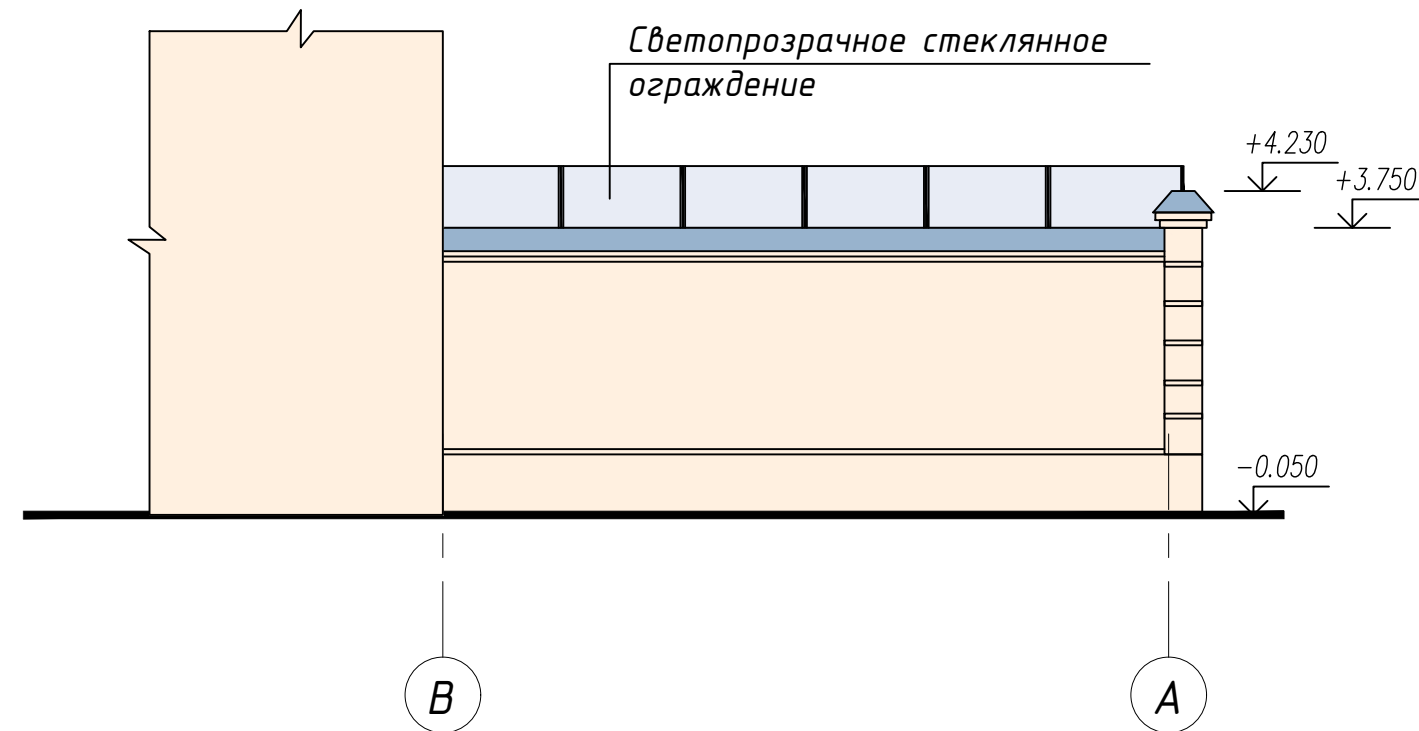 Светопрозрачное стеклянное
ограждение
+4.230
+3.750
-0.050
В
А